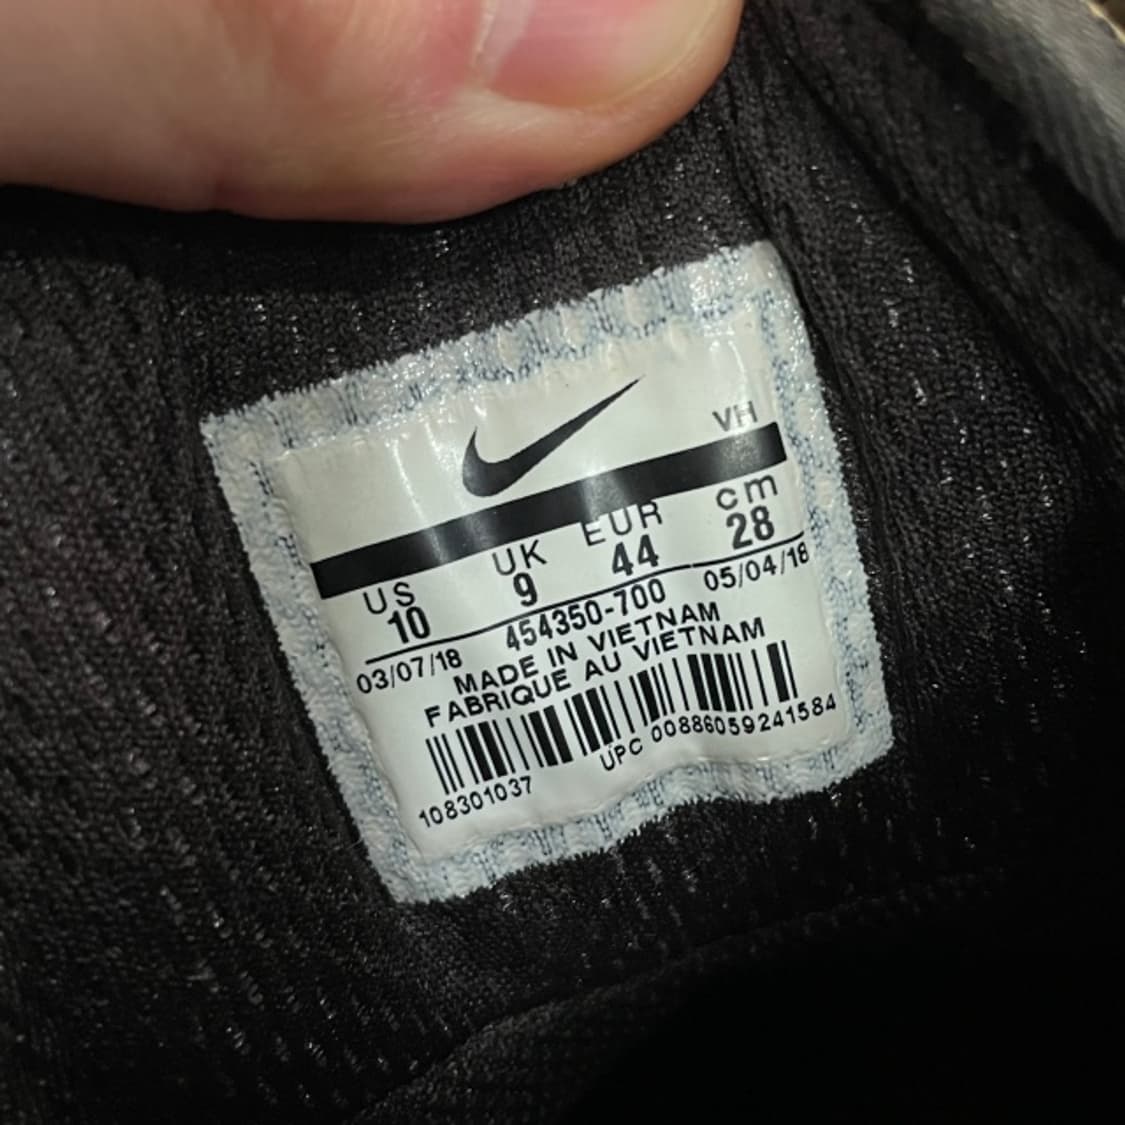 VH
US UK EUR cm
10 9 44 28
03/07/18 454350-700 05/04/18
MADE IN VIETNAM
FABRIQUE AU VIETNAM
108301037 UPC 00886059241584